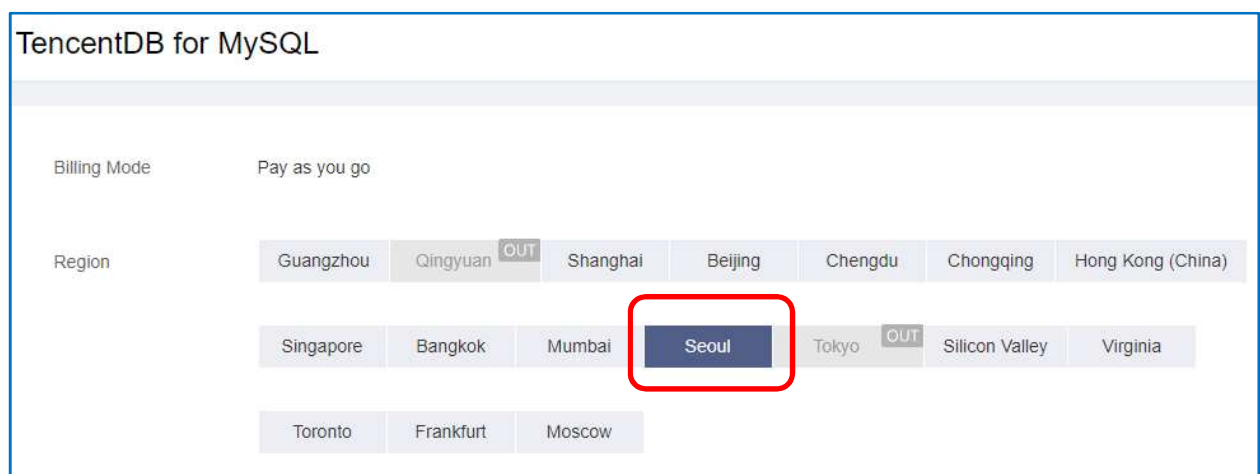 TencentDB for MySQL
Billing Mode Pay as you go
Region Guangzhou Qingyuan OUT Shanghai Beijing Chengdu Chongqing Hong Kong (China)
Singapore Bangkok Mumbai Seoul Tokyo OUT Silicon Valley Virginia
Toronto Frankfurt Moscow